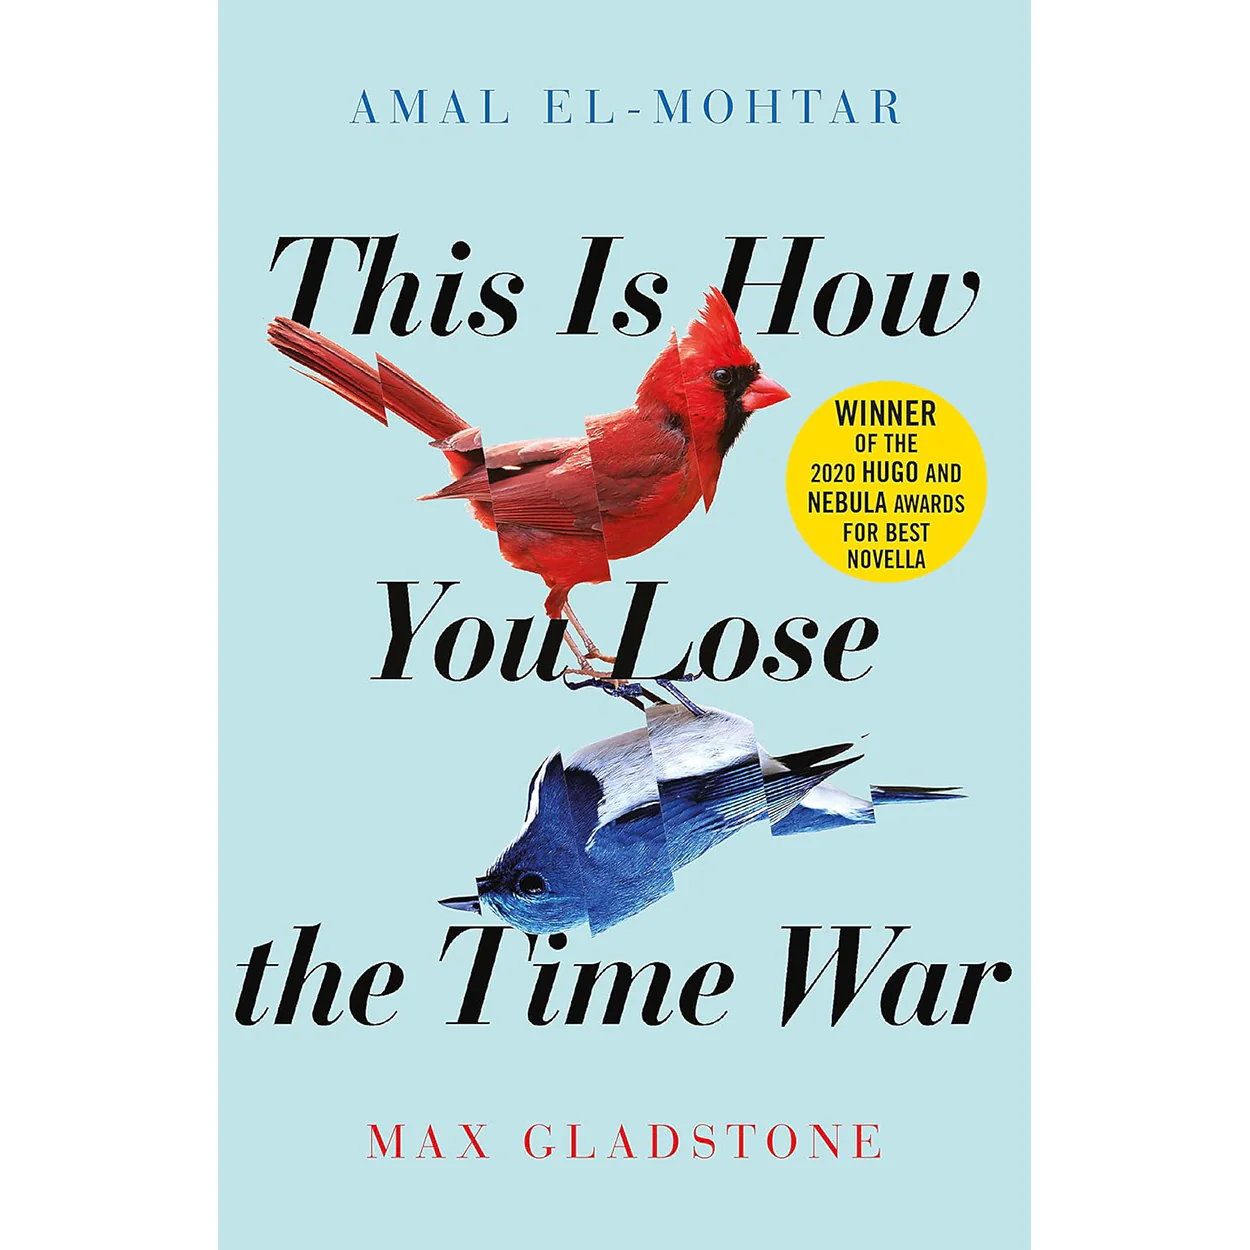 AMAL EL-MOHTAR
This Is How
WINNER
OF THE
2020 HUGO AND
NEBULA AWARDS
FOR BEST
NOVELLA
You Lose
the Time War
MAX GLADSTONE